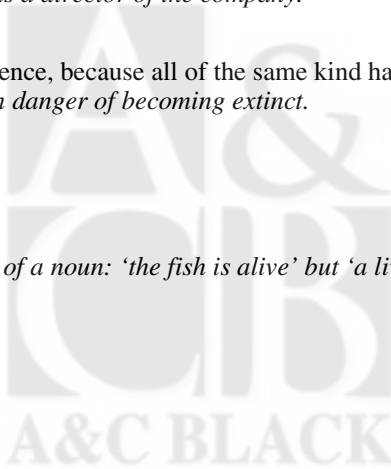 as a director of the company.
ence, because all of the same kind ha
n danger of becoming extinct.
of a noun: ‘the fish is alive’ but ‘a li
A&
CB
A&C BLACK